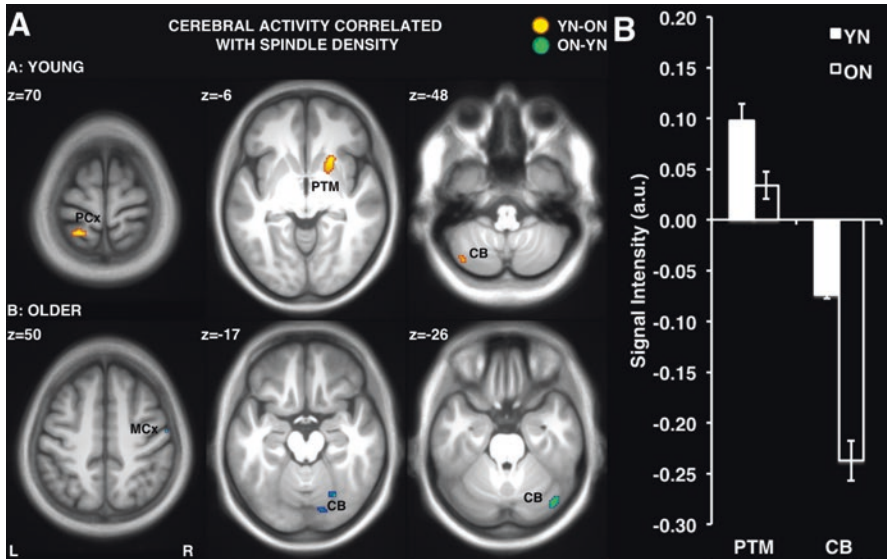 A
CEREBRAL ACTIVITY CORRELATED
WITH SPINDLE DENSITY
YN-ON
ON-YN
A: YOUNG
z=70
z=-6
z=-48
PCx
PTM
CB
B: OLDER
z=50
z=-17
z=-26
MCx
CB
CB
L
R
B
YN
ON
Signal Intensity (a.u.)
0.20
0.15
0.10
0.05
0.00
-0.05
-0.10
-0.15
-0.20
-0.25
-0.30
PTM
CB